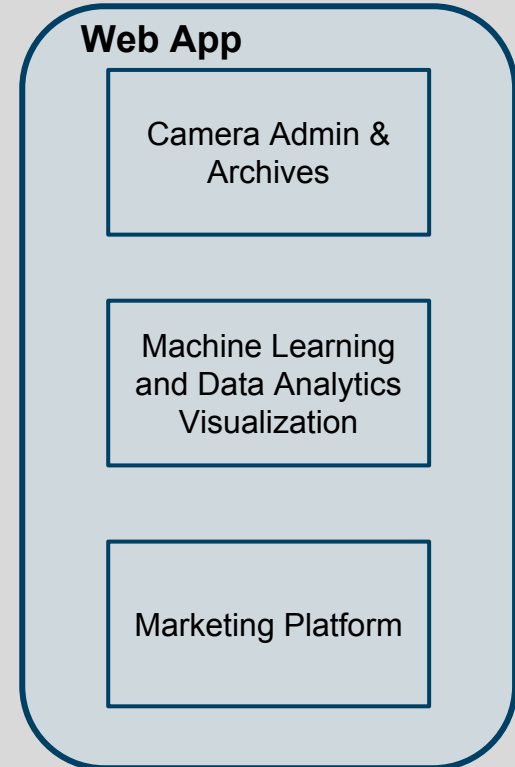 Web App
Camera Admin &
Archives
Machine Learning
and Data Analytics
Visualization
Marketing Platform